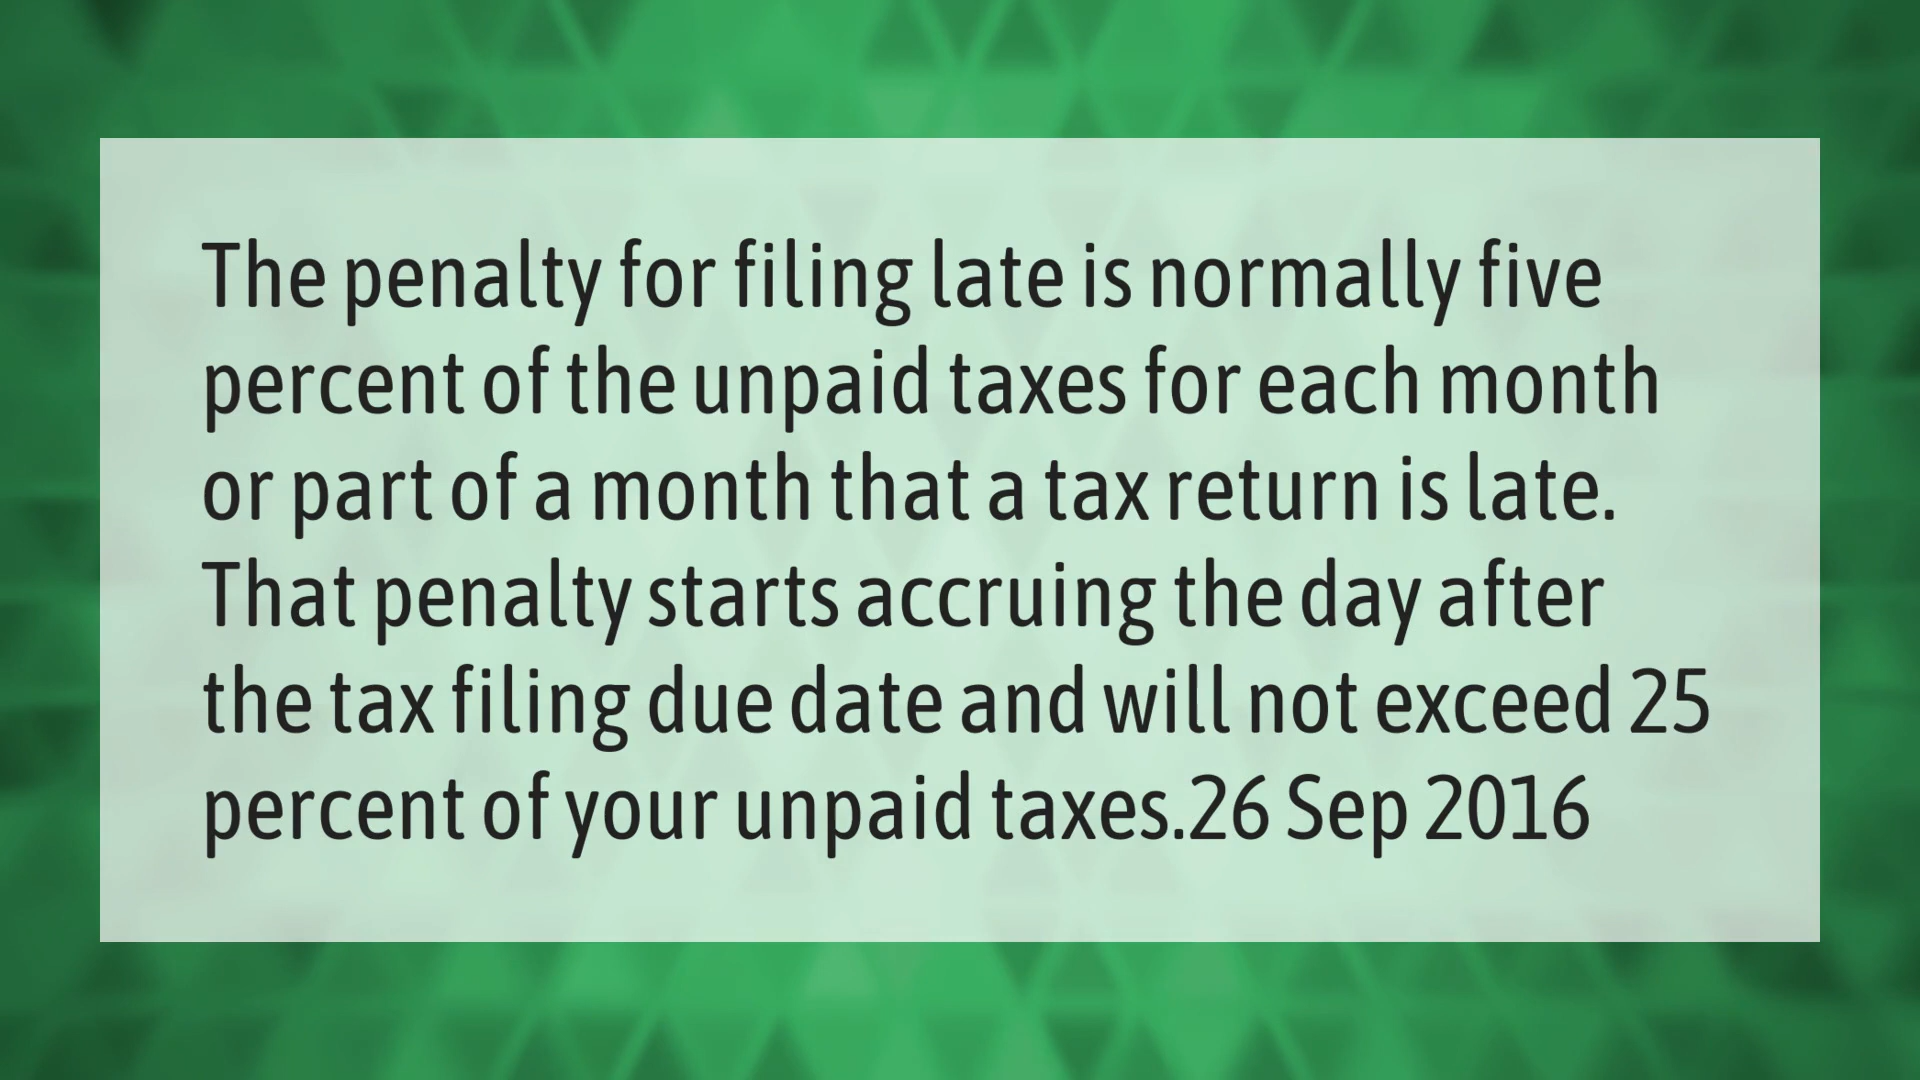 The penalty for filing late is normally five
percent of the unpaid taxes for each month
or part of a month that a tax return is late.
That penalty starts accruing the day after
the tax filing due date and will not exceed 25
percent of your unpaid taxes.26 Sep 2016